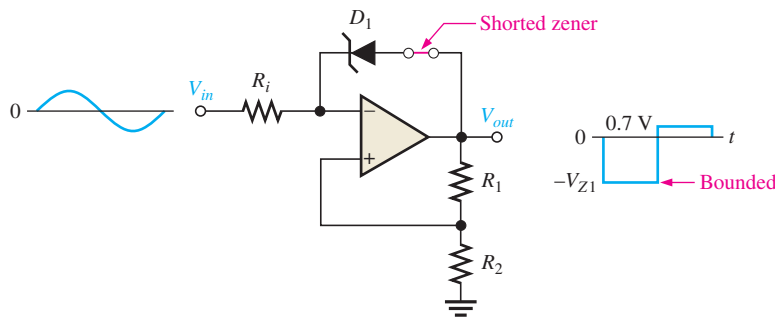 D1
Shorted zener
Vin
Ri
0
−
+
Vout
R1
R2
0.7 V
0
t
−VZ1
Bounded